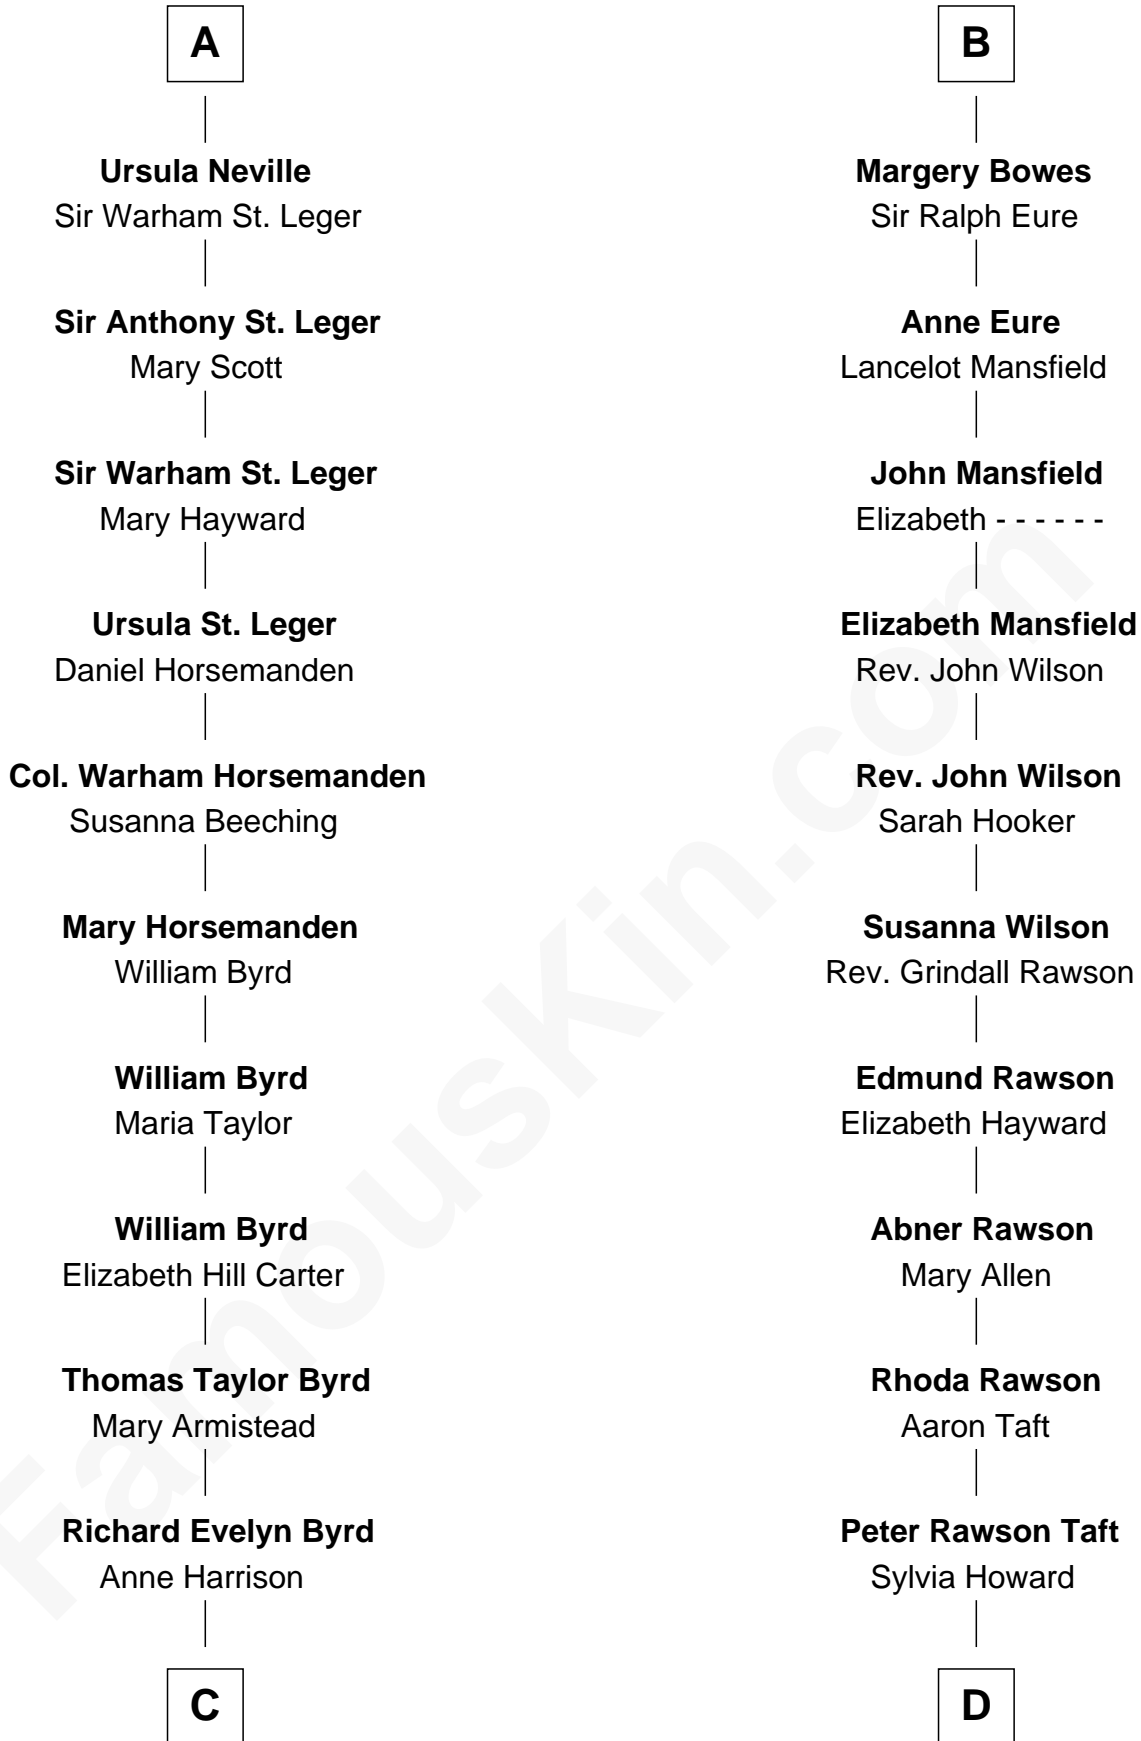 A
Ursula Neville
Sir Warham St. Leger
Sir Anthony St. Leger
Mary Scott
Sir Warham St. Leger
Mary Hayward
Ursula St. Leger
Daniel Horsemanden
Col. Warham Horsemanden
Susanna Beeching
Mary Horsemanden
William Byrd
William Byrd
Maria Taylor
William Byrd
Elizabeth Hill Carter
Thomas Taylor Byrd
Mary Armistead
Richard Evelyn Byrd
Anne Harrison
C
B
Margery Bowes
Sir Ralph Eure
Anne Eure
Lancelot Mansfield
John Mansfield
Elizabeth - - - - - -
Elizabeth Mansfield
Rev. John Wilson
Rev. John Wilson
Sarah Hooker
Susanna Wilson
Rev. Grindall Rawson
Edmund Rawson
Elizabeth Hayward
Abner Rawson
Mary Allen
Rhoda Rawson
Aaron Taft
Peter Rawson Taft
Sylvia Howard
D
FamousKin.com